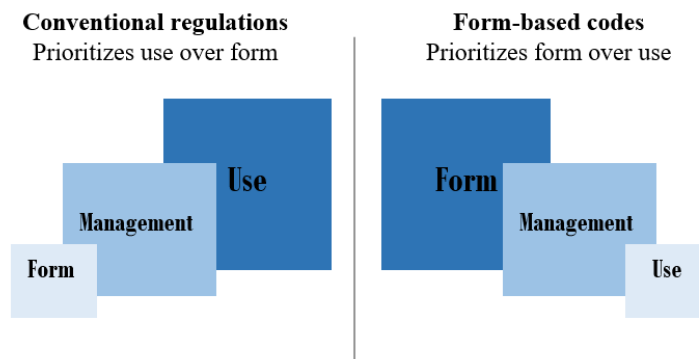 Conventional regulations
Prioritizes use over form
Use
Management
Form
Form-based codes
Prioritizes form over use
Form
Management
Use